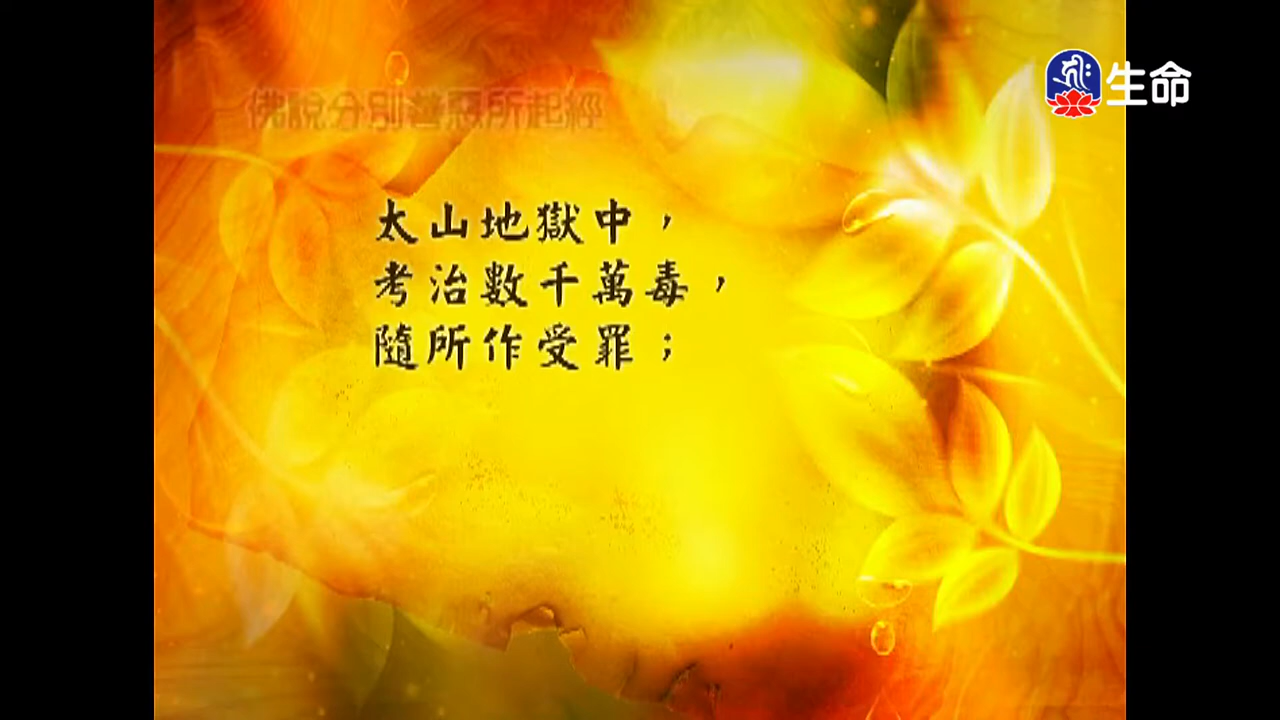 生命
佛說分別善惡所起經
太山地獄中，
考治數千萬毒，
隨所作受罪；